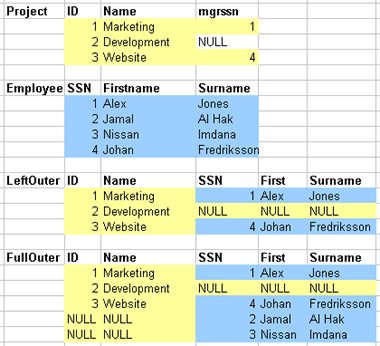 Project ID Name mgrssn
1 Marketing 1
2 Development NULL
3 Website 4
Employee SSN Firstname Surname
1 Alex Jones
2 Jamal Al Hak
3 Nissan Imdana
4 Johan Fredriksson
LeftOuter ID Name SSN First Surname
1 Marketing 1 Alex Jones
2 Development NULL NULL NULL
3 Website 4 Johan Fredriksson
FullOuter ID Name SSN First Surname
1 Marketing 1 Alex Jones
2 Development NULL NULL NULL
3 Website 4 Johan Fredriksson
NULL NULL 2 Jamal Al Hak
NULL NULL 3 Nissan Imdana